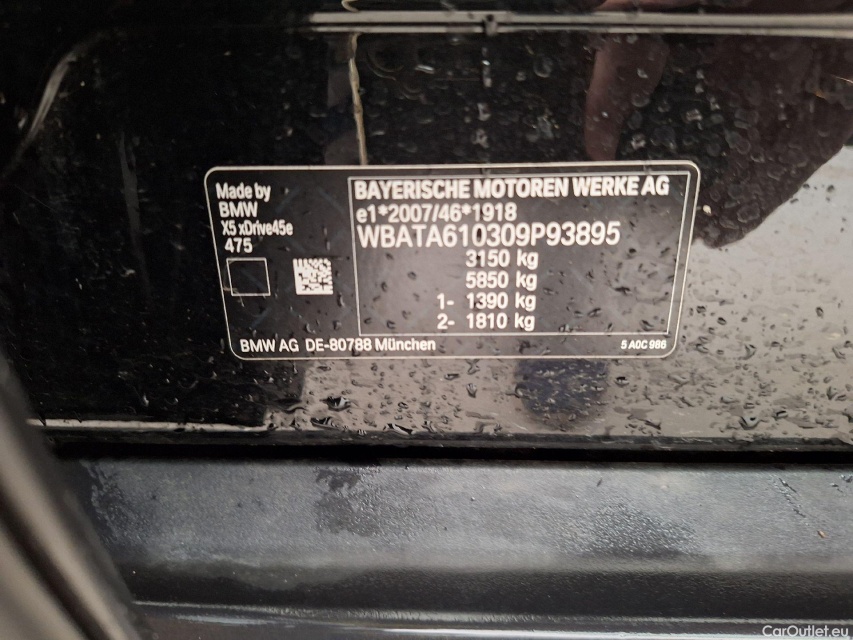 Made by
BMW
X5 xDrive45e
475
BAYERISCHE MOTOREN WERKE AG
e1*2007/46*1918
WBATA610309P93895
3150 kg
5850 kg
1- 1390 kg
2- 1810 kg
BMW AG DE-80788 München
5 A0C 986
CarOutlet.eu